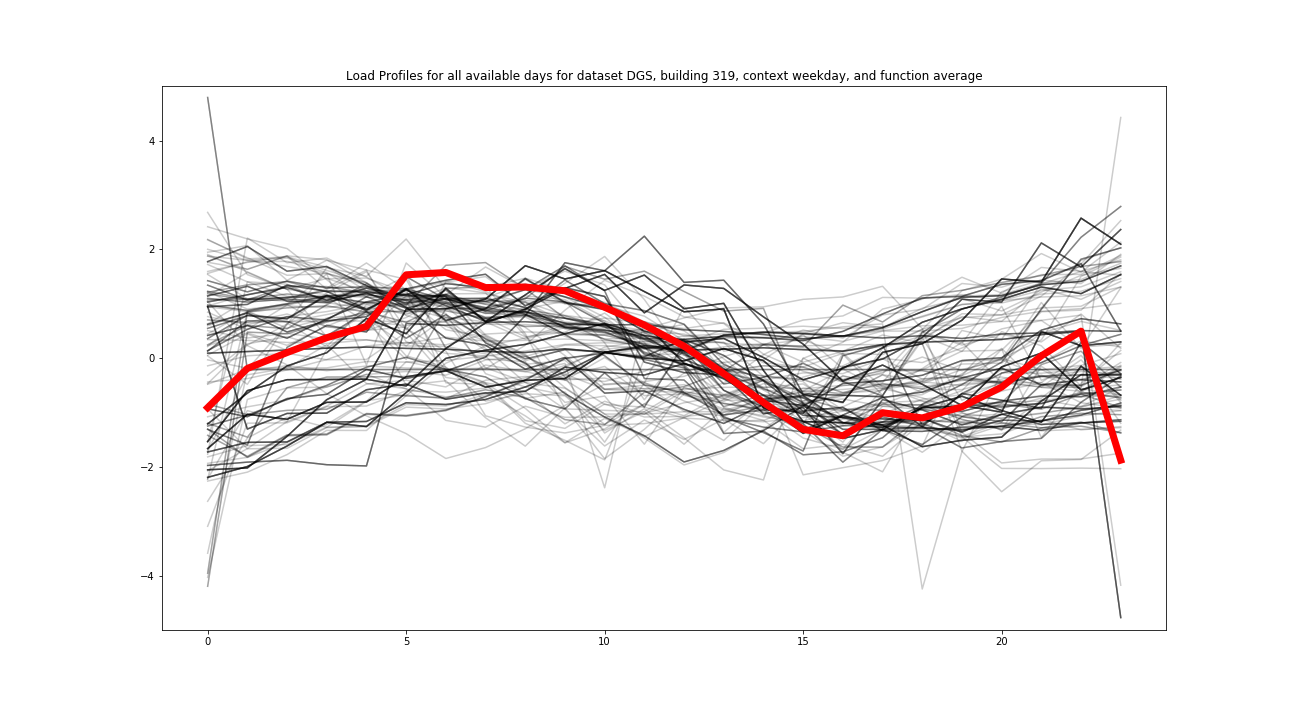 Load Profiles for all available days for dataset DGS, building 319, context weekday, and function average
4
2
0
−2
−4
0 5 10 15 20